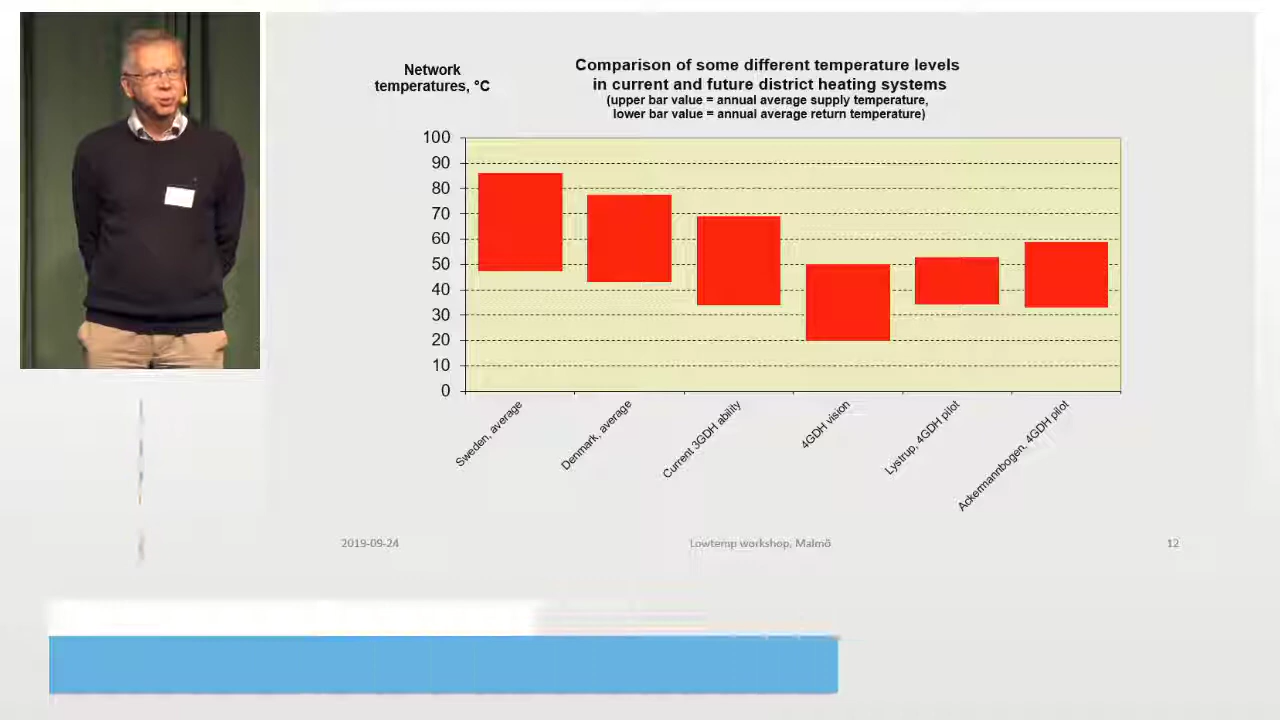 Network
temperatures, °C
Comparison of some different temperature levels
in current and future district heating systems
(upper bar value = annual average supply temperature,
lower bar value = annual average return temperature)
100
90
80
70
60
50
40
30
20
10
0
Sweden, average
Denmark, average
Current 3GDH ability
4GDH vision
Lystrup, 4GDH pilot
Ackermannbogen, 4GDH pilot
2019-09-24
Lowtemp workshop, Malmö
12